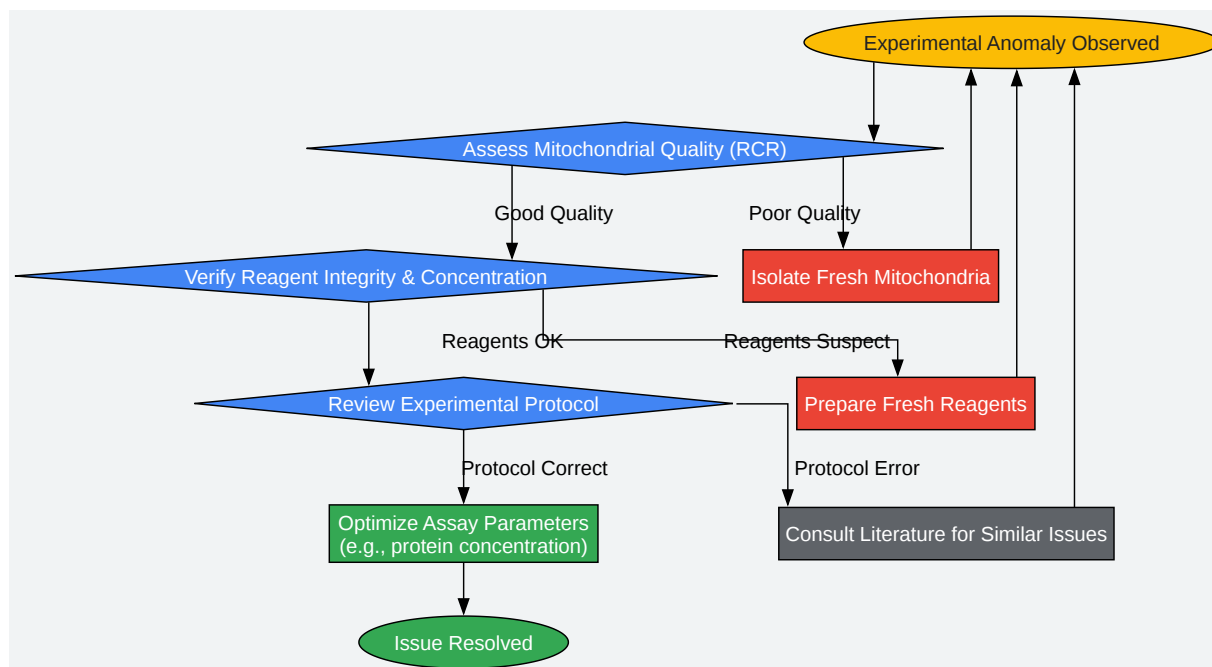 Experimental Anomaly Observed
Assess Mitochondrial Quality (RCR)
Good Quality
Poor Quality
Verify Reagent Integrity & Concentration
Isolate Fresh Mitochondria
Reagents OK
Reagents Suspect
Review Experimental Protocol
Prepare Fresh Reagents
Protocol Correct
Protocol Error
Optimize Assay Parameters
(e.g., protein concentration)
Consult Literature for Similar Issues
Issue Resolved